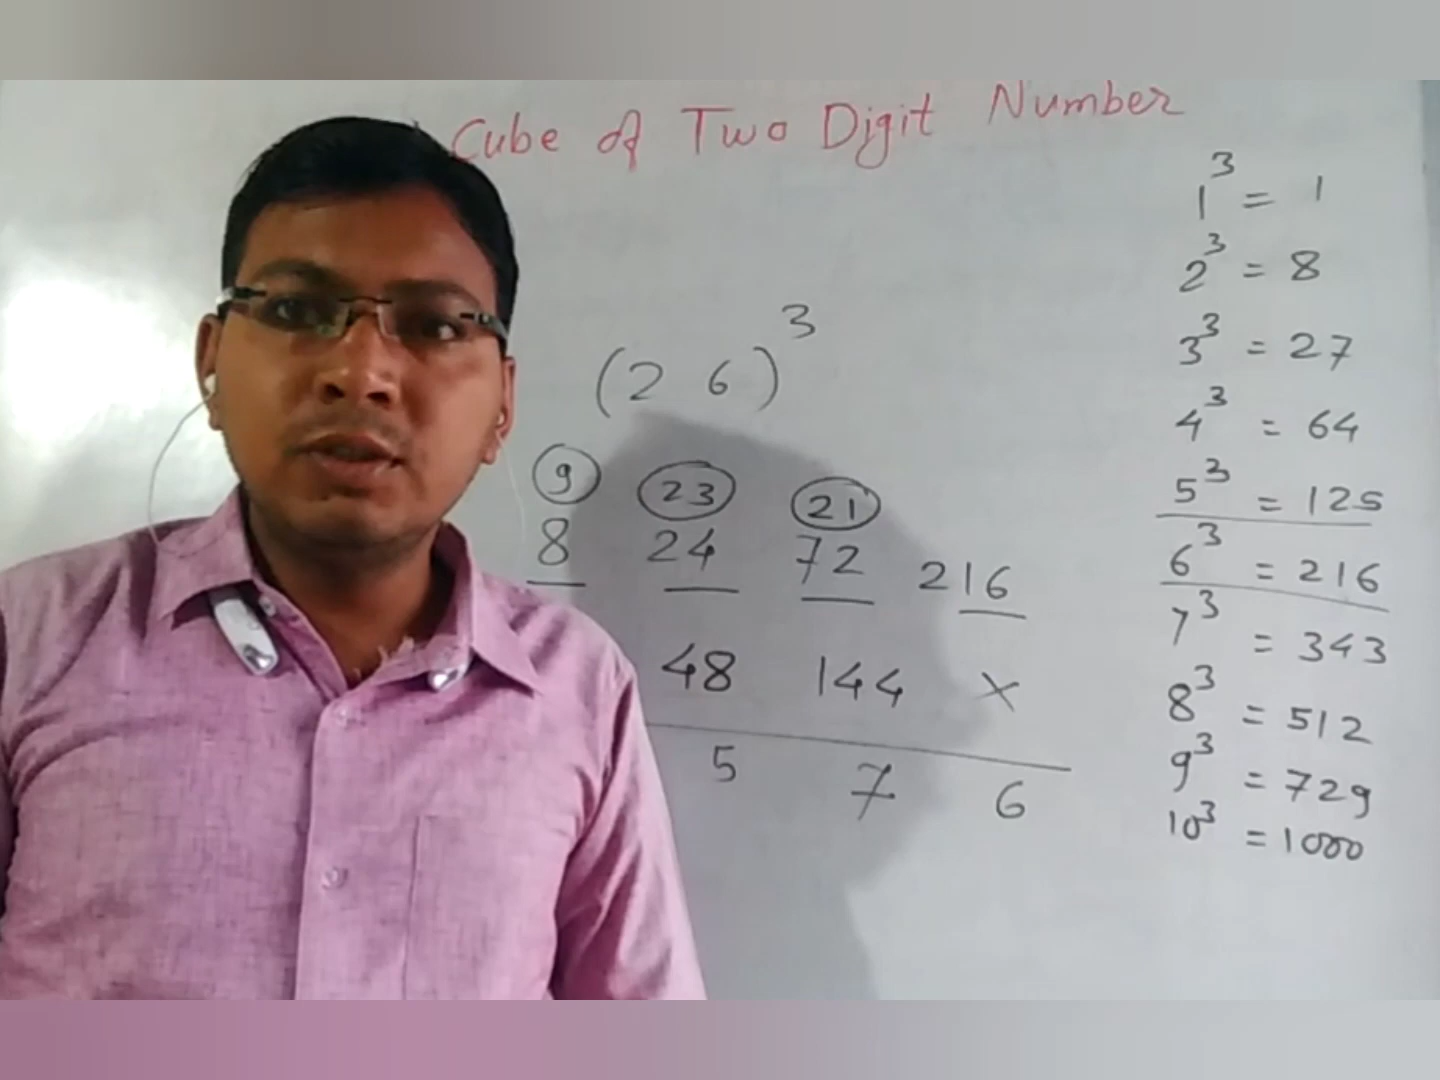 Cube of Two Digit Number
(2 6)³
9 23 21
8 24 72 216
48 144 ×
5 7 6
1³ = 1
2³ = 8
3³ = 27
4³ = 64
5³ = 125
6³ = 216
7³ = 343
8³ = 512
9³ = 729
10³ = 1000